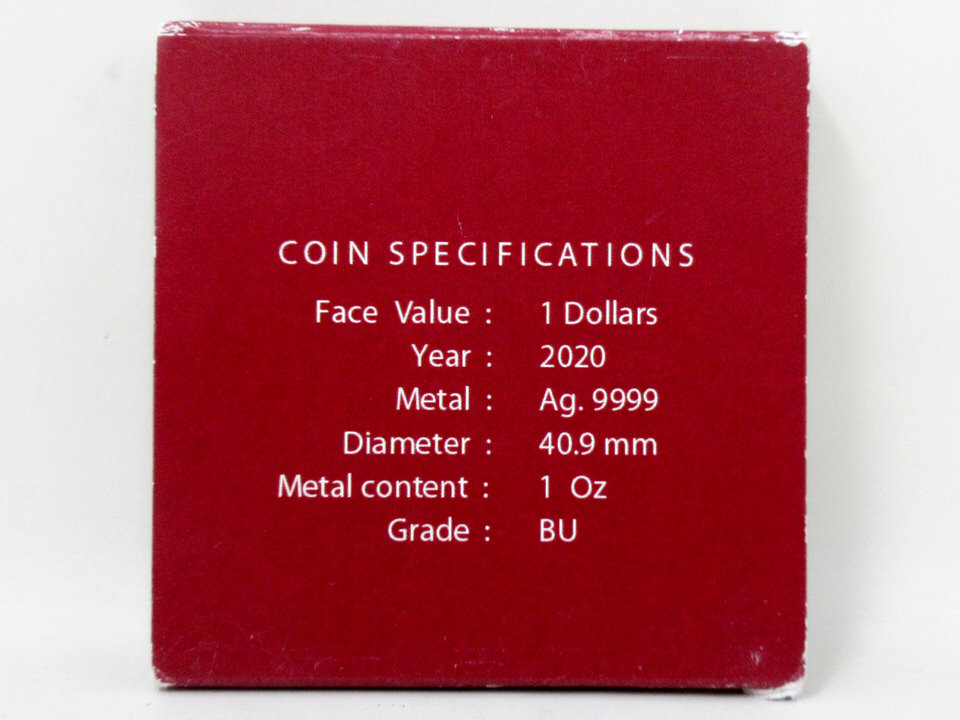 COIN SPECIFICATIONS
Face Value : 1 Dollars
Year : 2020
Metal : Ag. 9999
Diameter : 40.9 mm
Metal content : 1 Oz
Grade : BU